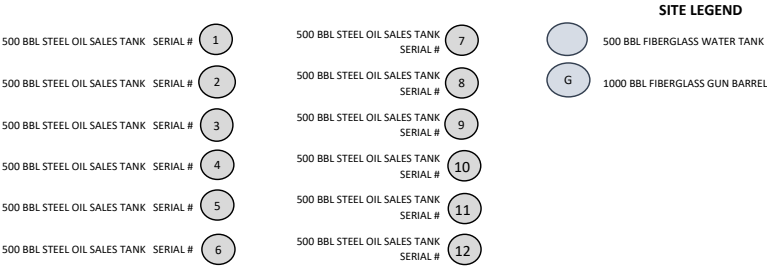 SITE LEGEND
500 BBL STEEL OIL SALES TANK SERIAL # 1
500 BBL STEEL OIL SALES TANK SERIAL # 2
500 BBL STEEL OIL SALES TANK SERIAL # 3
500 BBL STEEL OIL SALES TANK SERIAL # 4
500 BBL STEEL OIL SALES TANK SERIAL # 5
500 BBL STEEL OIL SALES TANK SERIAL # 6
500 BBL STEEL OIL SALES TANK
SERIAL # 7
500 BBL STEEL OIL SALES TANK
SERIAL # 8
500 BBL STEEL OIL SALES TANK
SERIAL # 9
500 BBL STEEL OIL SALES TANK
SERIAL # 10
500 BBL STEEL OIL SALES TANK
SERIAL # 11
500 BBL STEEL OIL SALES TANK
SERIAL # 12
500 BBL FIBERGLASS WATER TANK
G 1000 BBL FIBERGLASS GUN BARREL